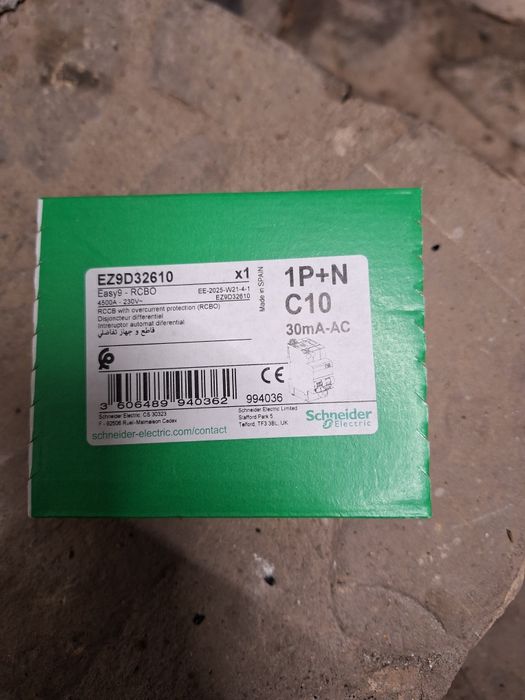 EZ9D32610 x1
Easy9 - RCBO EE-2025-W21-4-1
4500A - 230V~ EZ9D32610
RCCB with overcurrent protection (RCBO)
Disjoncteur differentiel
Intreruptor automat diferential
قاطع و جهاز تفاضلي
Made in SPAIN
1P+N
C10
30mA-AC
CE
3 606489 940362
994036
Schneider Electric, CS 30323
F - 92506 Rueil-Malmaison Cedex
Schneider Electric Limited
Stafford Park 5
Telford, TF3 3BL, UK
schneider-electric.com/contact
Schneider
Electric